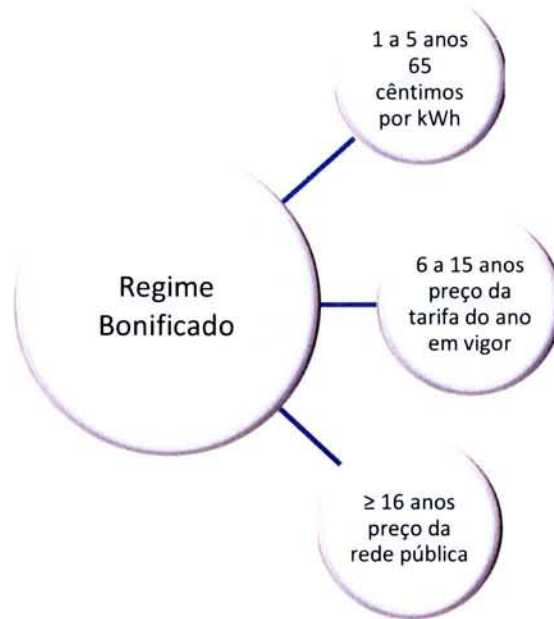 1 a 5 anos
65
cêntimos
por kWh
Regime
Bonificado
6 a 15 anos
preço da
tarifa do ano
em vigor
≥ 16 anos
preço da
rede pública